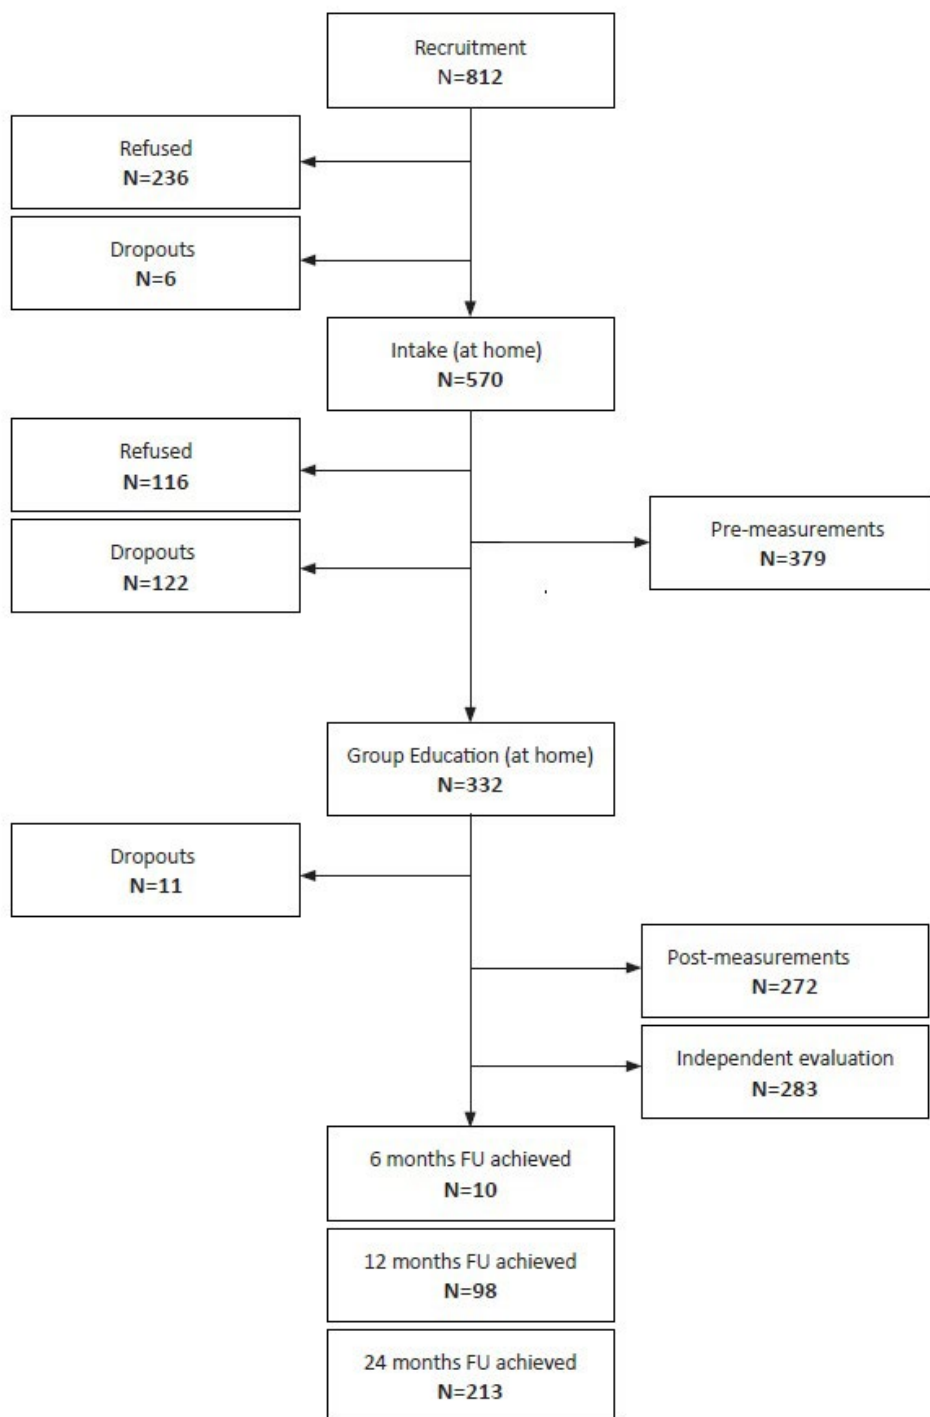 Recruitment
N=812
Refused
N=236
Dropouts
N=6
Intake (at home)
N=570
Refused
N=116
Pre-measurements
N=379
Dropouts
N=122
Group Education (at home)
N=332
Dropouts
N=11
Post-measurements
N=272
Independent evaluation
N=283
6 months FU achieved
N=10
12 months FU achieved
N=98
24 months FU achieved
N=213